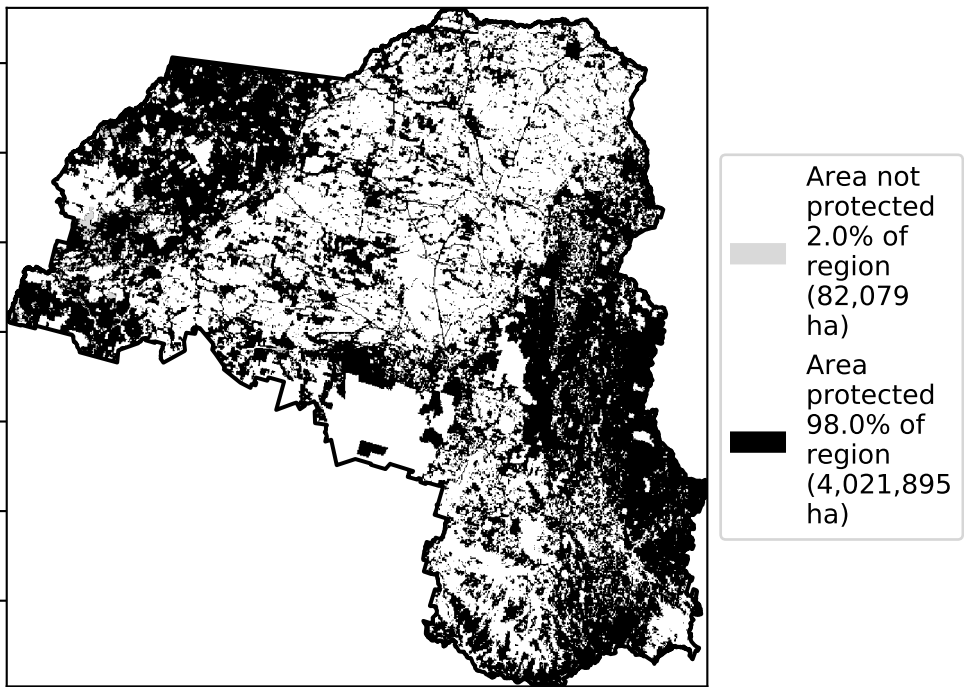 Area not
protected
2.0% of
region
(82,079
ha)
Area
protected
98.0% of
region
(4,021,895
ha)